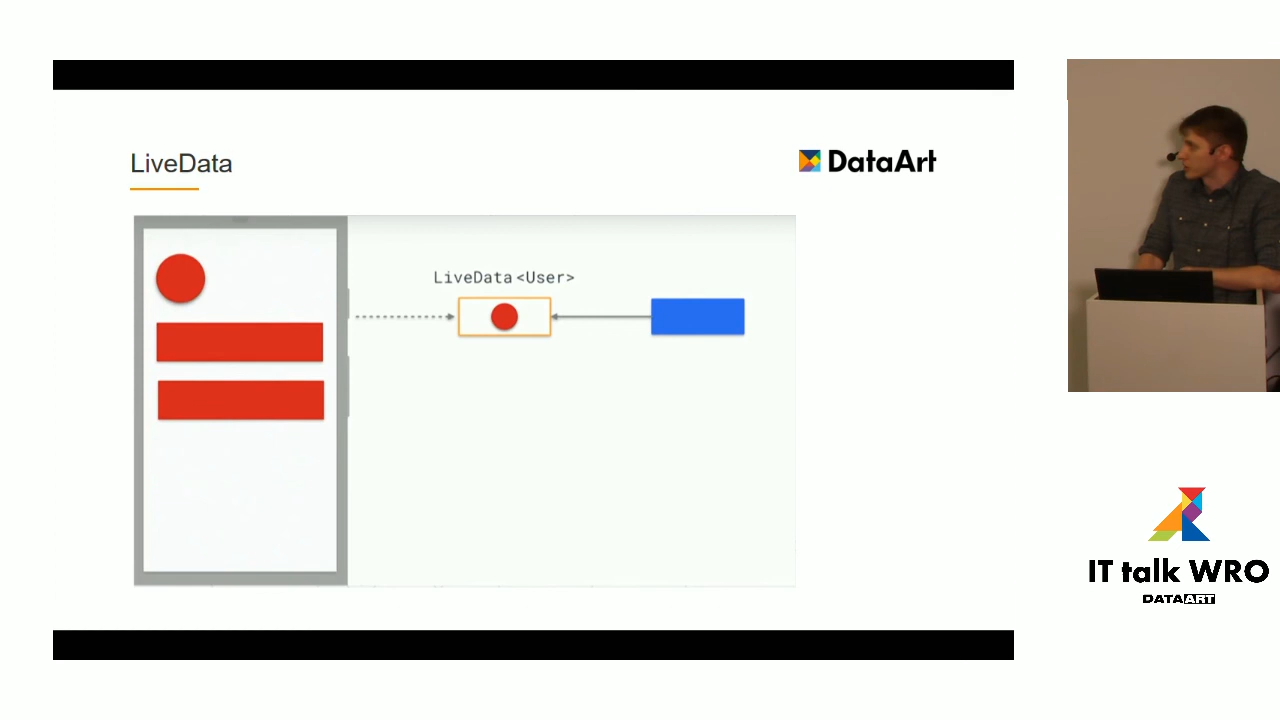 LiveData
DataArt
LiveData<User>
IT talk WRO
DATAART